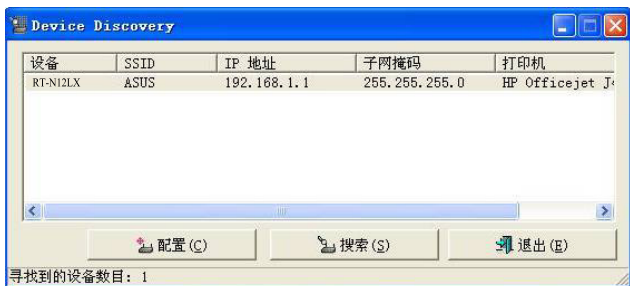 Device Discovery
设备 SSID IP 地址 子网掩码 打印机
RT-N12LX ASUS 192.168.1.1 255.255.255.0 HP Officejet J4
配置(C) 搜索(S) 退出(E)
寻找到的设备数目: 1